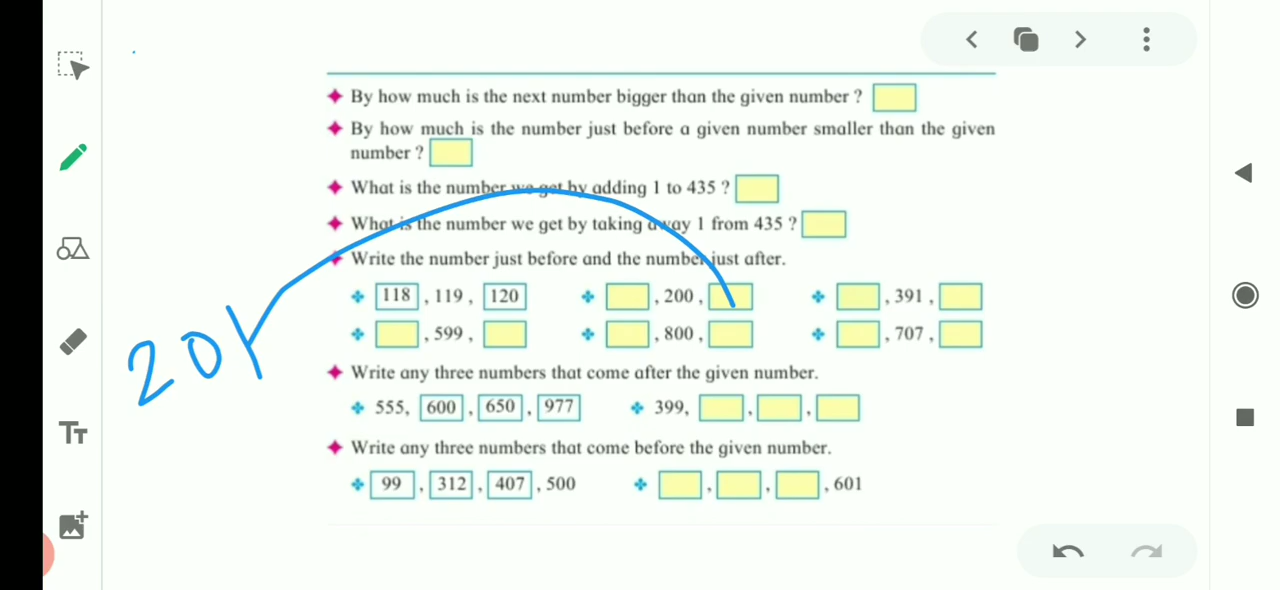 By how much is the next number bigger than the given number ?
By how much is the number just before a given number smaller than the given
number ?
What is the number we get by adding 1 to 435 ?
What is the number we get by taking away 1 from 435 ?
Write the number just before and the number just after.
118 , 119 , 120 , 200 , , 391 ,
, 599 , , 800 , , 707 ,
201
Write any three numbers that come after the given number.
555, 600 , 650 , 977 399, , ,
Write any three numbers that come before the given number.
99 , 312 , 407 , 500 , , , 601
Tт